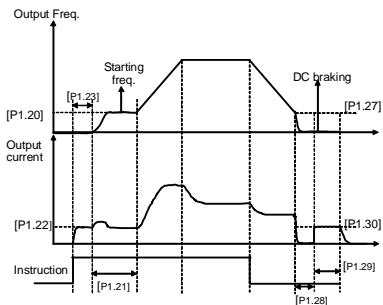 Output Freq.
[P1.23]
Starting
freq.
DC braking
[P1.27]
[P1.20]
Output
current
[P1.22]
[P1.30]
Instruction
[P1.21]
[P1.29]
[P1.28]